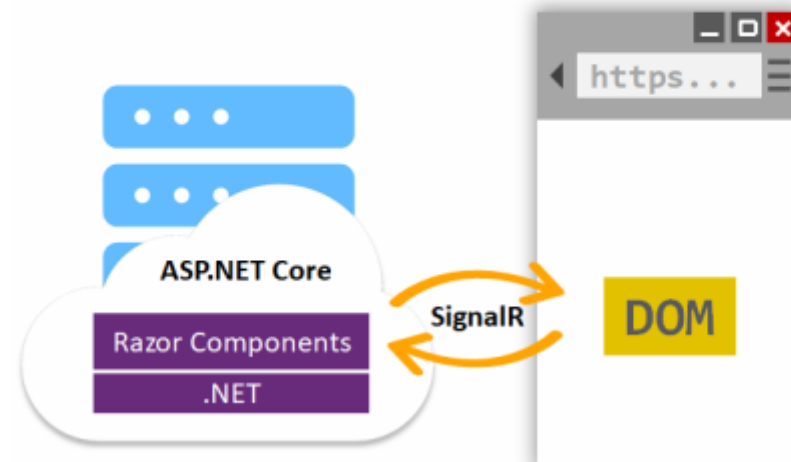 https...
ASP.NET Core
Razor Components
.NET
SignalR
DOM